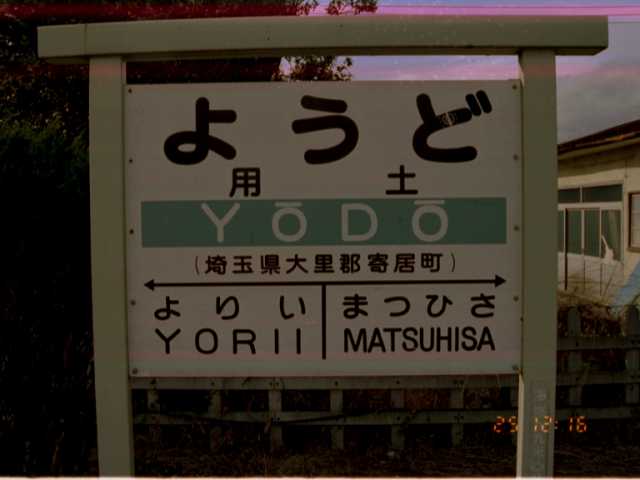 ようど
用土
YŌDŌ
(埼玉県大里郡寄居町)
よりい まつひさ
YORII MATSUHISA
25 12 16